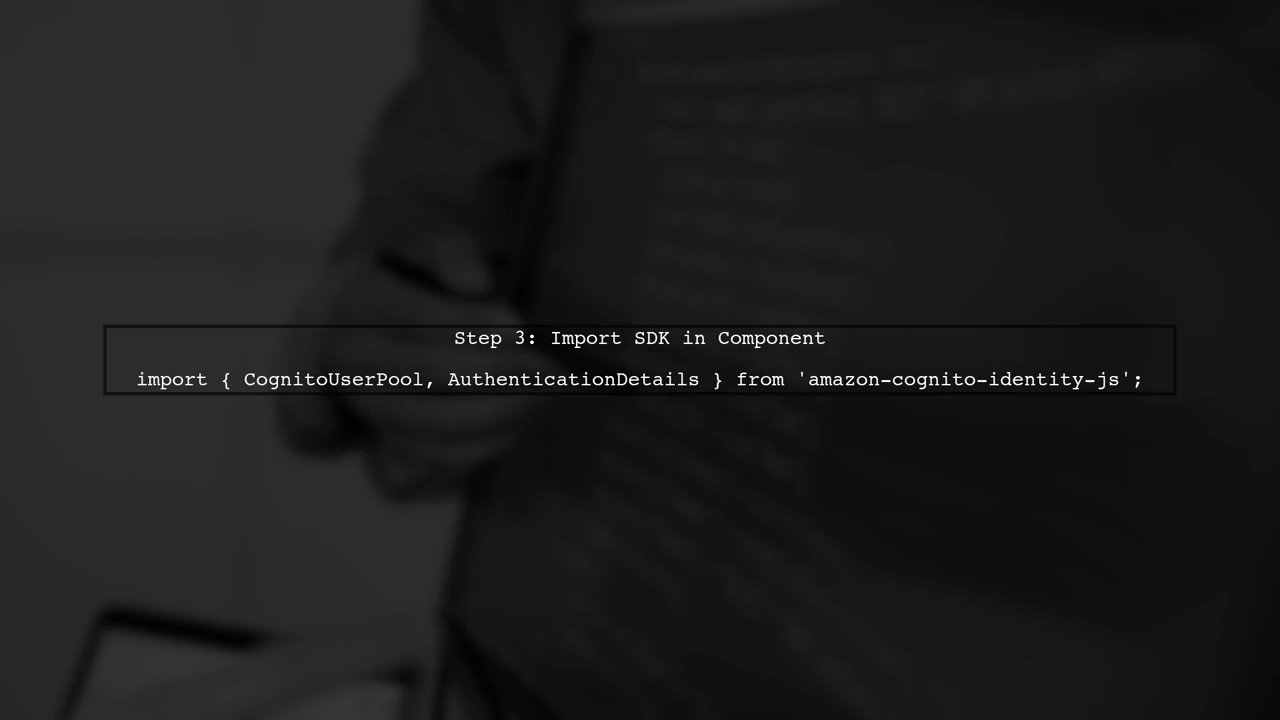 Step 3: Import SDK in Component
import { CognitoUserPool, AuthenticationDetails } from 'amazon-cognito-identity-js';